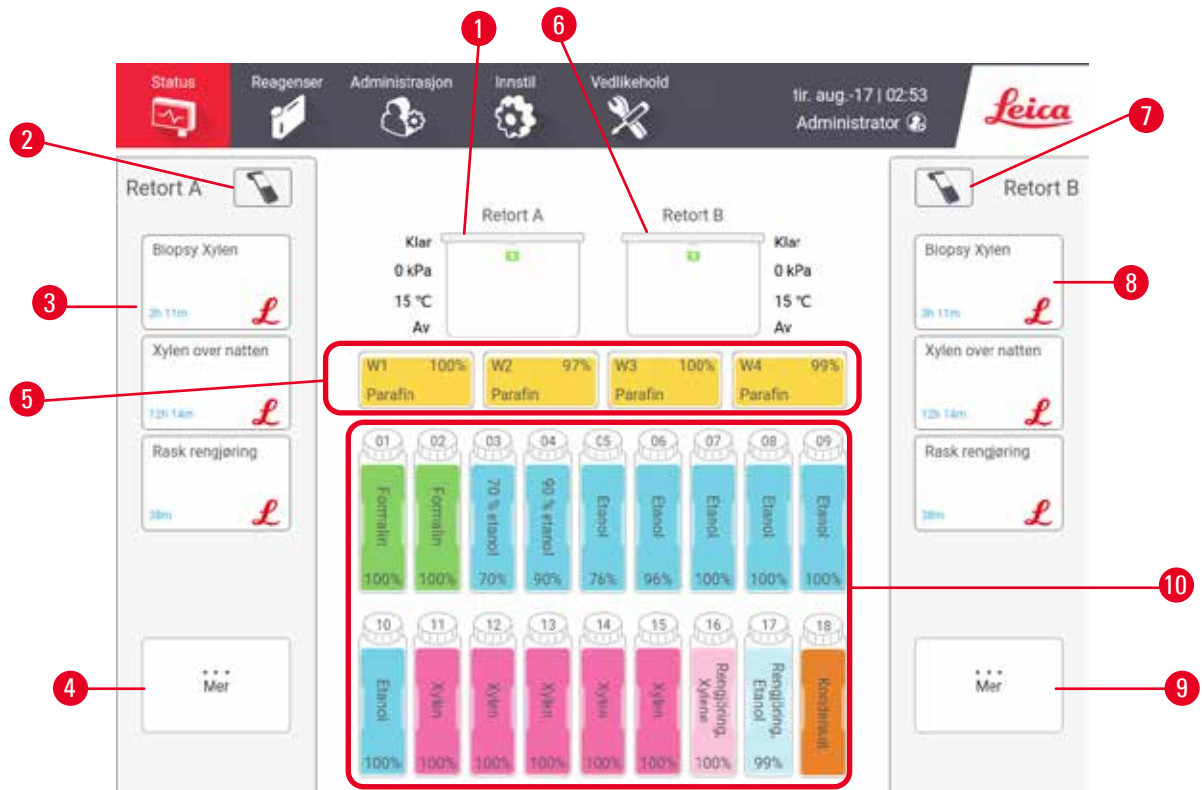 1
6
Status
Reagenser
Administrasjon
Innstil
Vedlikehold
tir. aug.-17 | 02:53
Administrator
Leica
2
7
Retort A
Retort B
Retort A
Retort B
Klar
0 kPa
15 °C
Av
Klar
0 kPa
15 °C
Av
3
Biopsy Xylen
3h 11m
L
Xylen over natten
12h 14m
L
Rask rengjøring
38m
L
8
Biopsy Xylen
3h 11m
L
Xylen over natten
12h 14m
L
Rask rengjøring
38m
L
5
W1 100%
Parafin
W2 97%
Parafin
W3 100%
Parafin
W4 99%
Parafin
01
Formalin
100%
02
Formalin
100%
03
70 % etanol
70%
04
90 % etanol
90%
05
Etanol
76%
06
Etanol
96%
07
Etanol
100%
08
Etanol
100%
09
Etanol
100%
10
10
Etanol
100%
11
Xylen
100%
12
Xylen
100%
13
Xylen
100%
14
Xylen
100%
15
Xylen
100%
16
Rengjöring,
Xylene
100%
17
Rengjöring,
Etanol
99%
18
Kondensat.
4
...
Mer
...
Mer
9